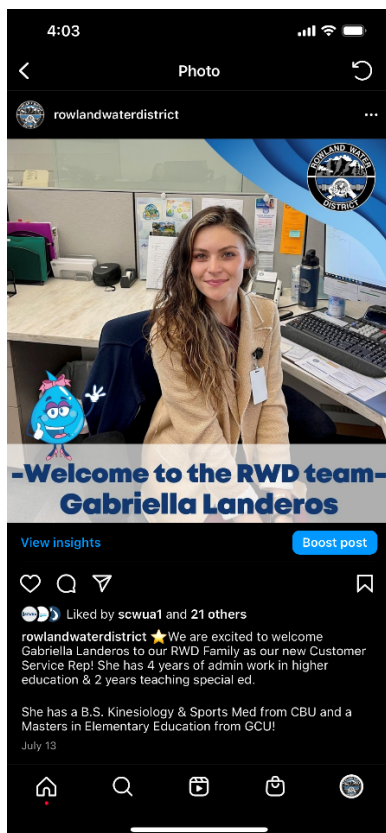 4:03
Photo
rowlandwaterdistrict
ROWLAND WATER
DISTRICT
-Welcome to the RWD team-
Gabriella Landeros
View insights
Boost post
Liked by scwua1 and 21 others
rowlandwaterdistrict ⭐We are excited to welcome
Gabriella Landeros to our RWD Family as our new Customer
Service Rep! She has 4 years of admin work in higher
education & 2 years teaching special ed.
She has a B.S. Kinesiology & Sports Med from CBU and a
Masters in Elementary Education from GCU!
July 13